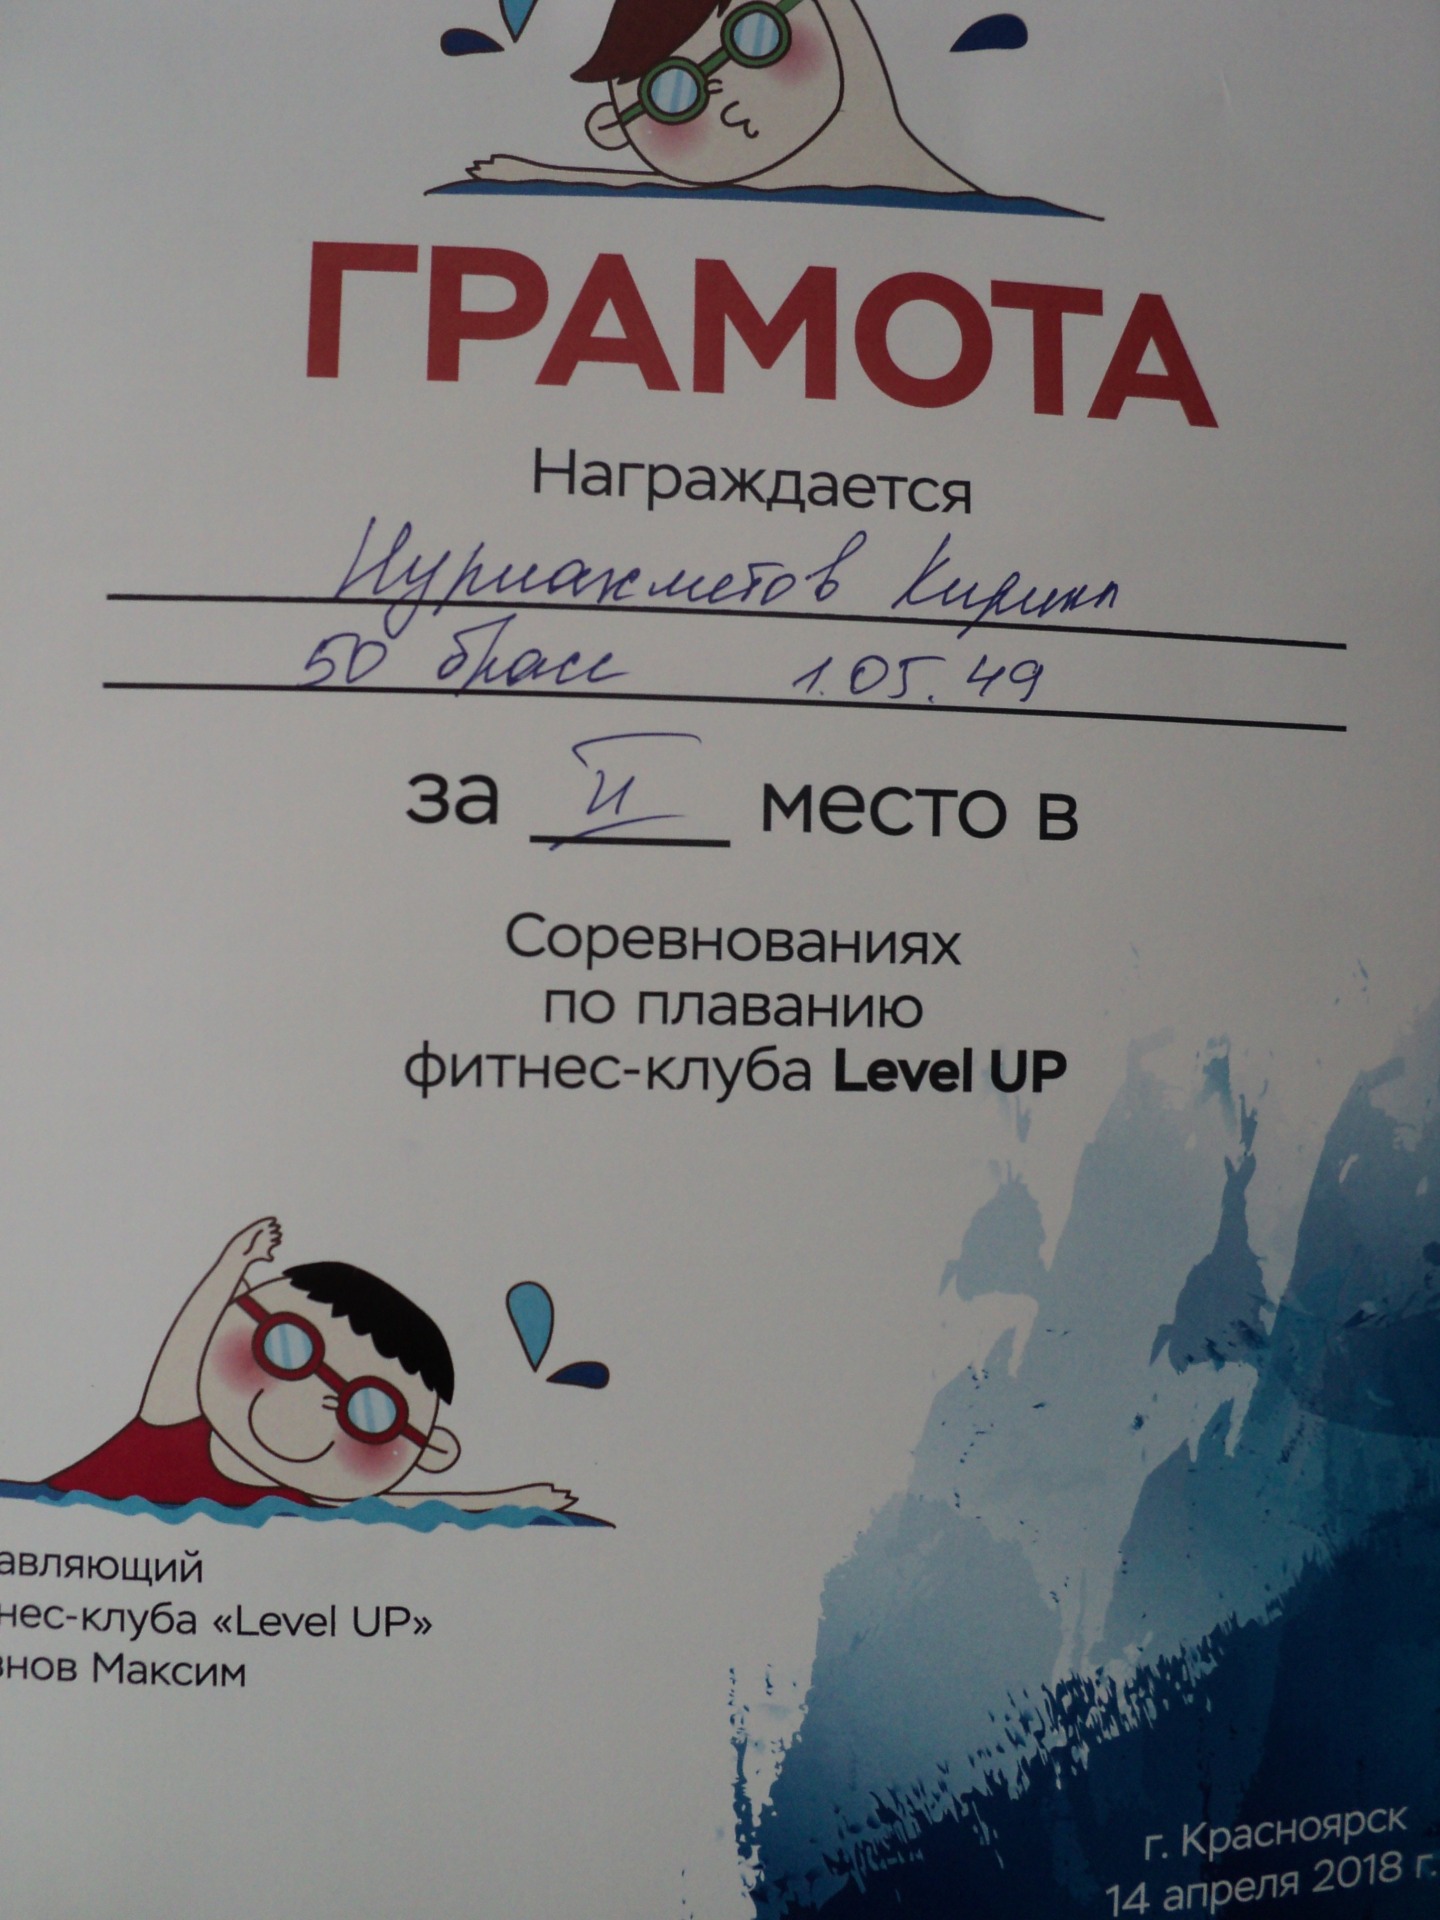 ГРАМОТА
Награждается
Нуриахметов Кирилл
50 брасс 1.05.49
за II место в
Соревнованиях
по плаванию
фитнес-клуба Level UP
авляющий
нес-клуба «Level UP»
знов Максим
г. Красноярск
14 апреля 2018 г.